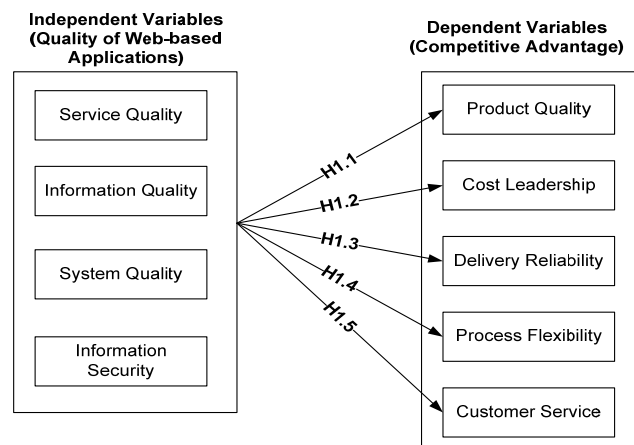 Independent Variables
(Quality of Web-based
Applications)
Service Quality
Information Quality
System Quality
Information
Security
H1.1
H1.2
H1.3
H1.4
H1.5
Dependent Variables
(Competitive Advantage)
Product Quality
Cost Leadership
Delivery Reliability
Process Flexibility
Customer Service